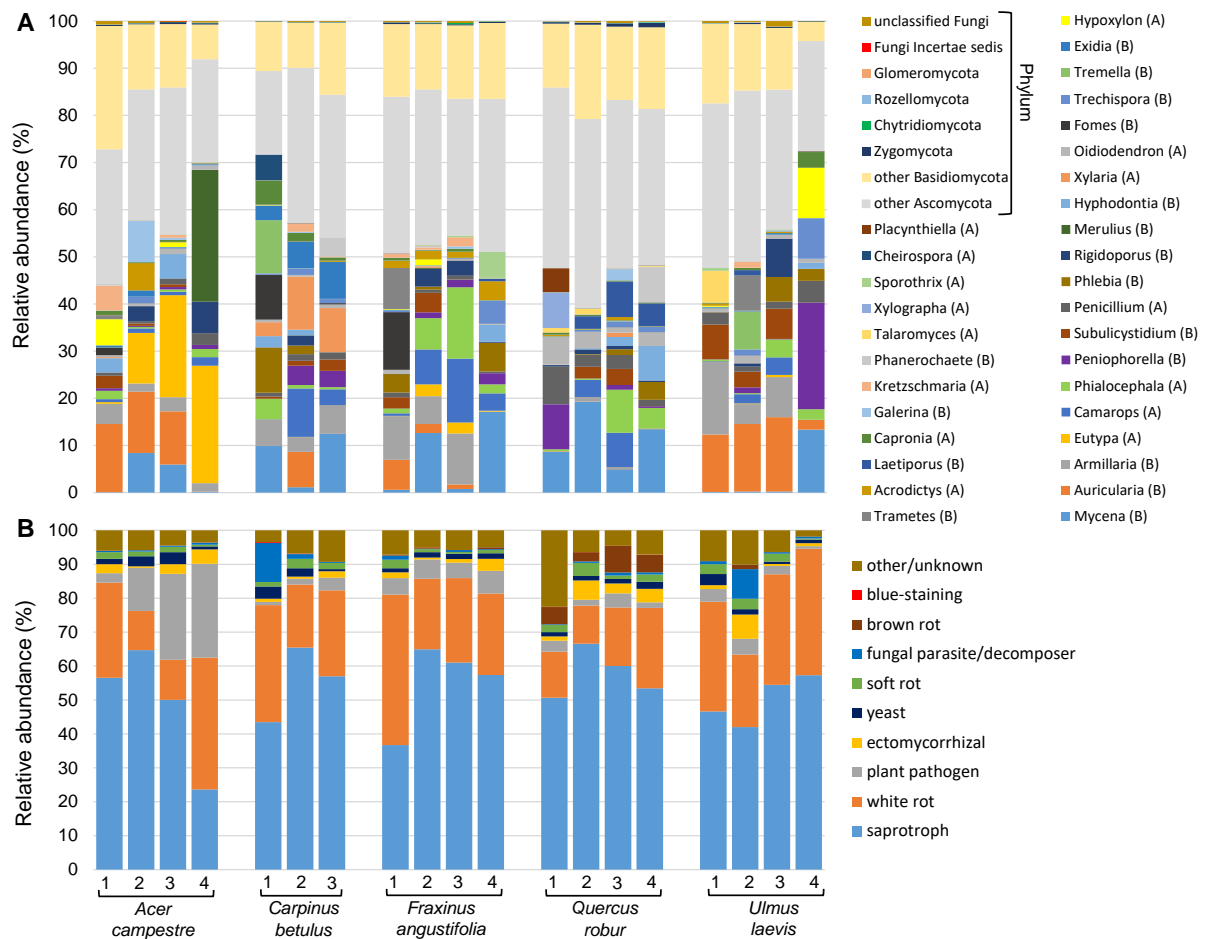 A
Relative abundance (%)
100
90
80
70
60
50
40
30
20
10
0
unclassified Fungi
Fungi Incertae sedis
Glomeromycota
Rozellomycota
Chytridiomycota
Zygomycota
other Basidiomycota
other Ascomycota
Phylum
Placynthiella (A)
Cheirospora (A)
Sporothrix (A)
Xylographa (A)
Talaromyces (A)
Phanerochaete (B)
Kretzschmaria (A)
Galerina (B)
Capronia (A)
Laetiporus (B)
Acrodictys (A)
Trametes (B)
Hypoxylon (A)
Exidia (B)
Tremella (B)
Trechispora (B)
Fomes (B)
Oidiodendron (A)
Xylaria (A)
Hyphodontia (B)
Merulius (B)
Rigidoporus (B)
Phlebia (B)
Penicillium (A)
Subulicystidium (B)
Peniophorella (B)
Phialocephala (A)
Camarops (A)
Eutypa (A)
Armillaria (B)
Auricularia (B)
Mycena (B)
B
Relative abundance (%)
100
90
80
70
60
50
40
30
20
10
0
other/unknown
blue-staining
brown rot
fungal parasite/decomposer
soft rot
yeast
ectomycorrhizal
plant pathogen
white rot
saprotroph
1 2 3 4 1 2 3 1 2 3 4 1 2 3 4 1 2 3 4
Acer
campestre
Carpinus
betulus
Fraxinus
angustifolia
Quercus
robur
Ulmus
laevis